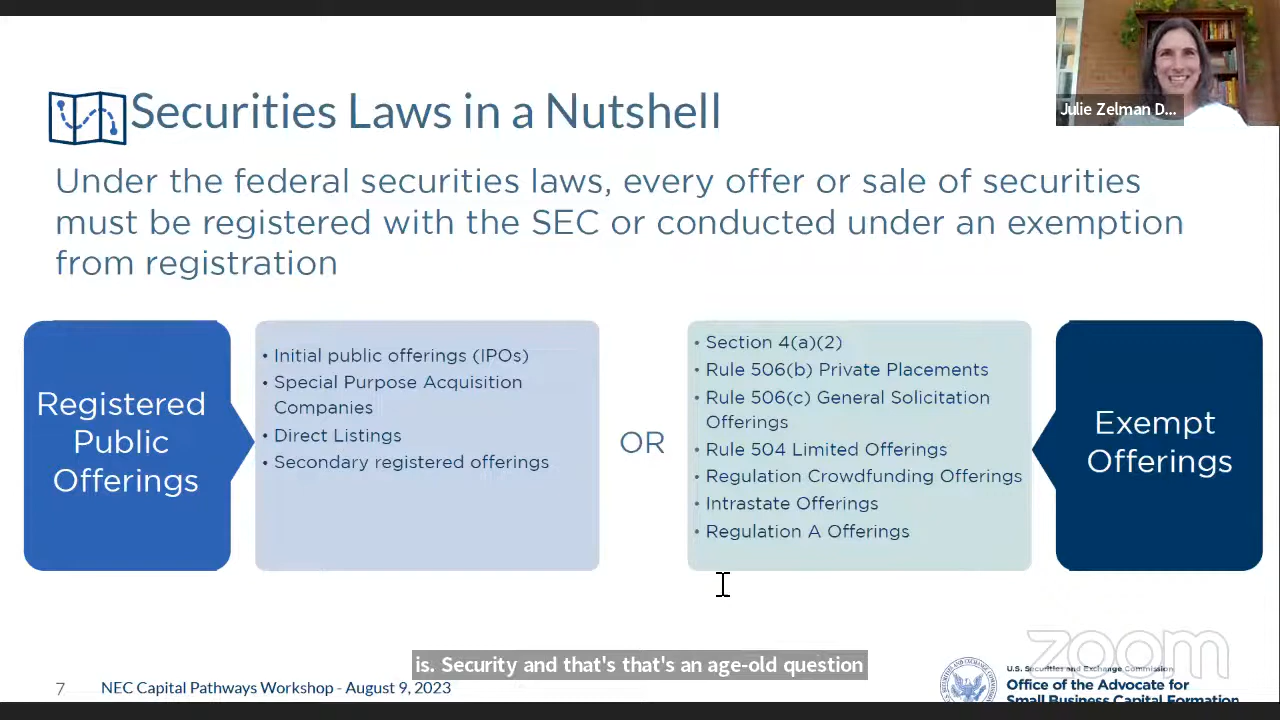 Julie Zelman D...
Securities Laws in a Nutshell
Under the federal securities laws, every offer or sale of securities
must be registered with the SEC or conducted under an exemption
from registration
Registered
Public
Offerings
• Initial public offerings (IPOs)
• Special Purpose Acquisition
Companies
• Direct Listings
• Secondary registered offerings
OR
• Section 4(a)(2)
• Rule 506(b) Private Placements
• Rule 506(c) General Solicitation
Offerings
• Rule 504 Limited Offerings
• Regulation Crowdfunding Offerings
• Intrastate Offerings
• Regulation A Offerings
Exempt
Offerings
is. Security and that's that's an age-old question
zoom
7 NEC Capital Pathways Workshop - August 9, 2023
U.S. Securities and Exchange Commission
Office of the Advocate for
Small Business Capital Formation